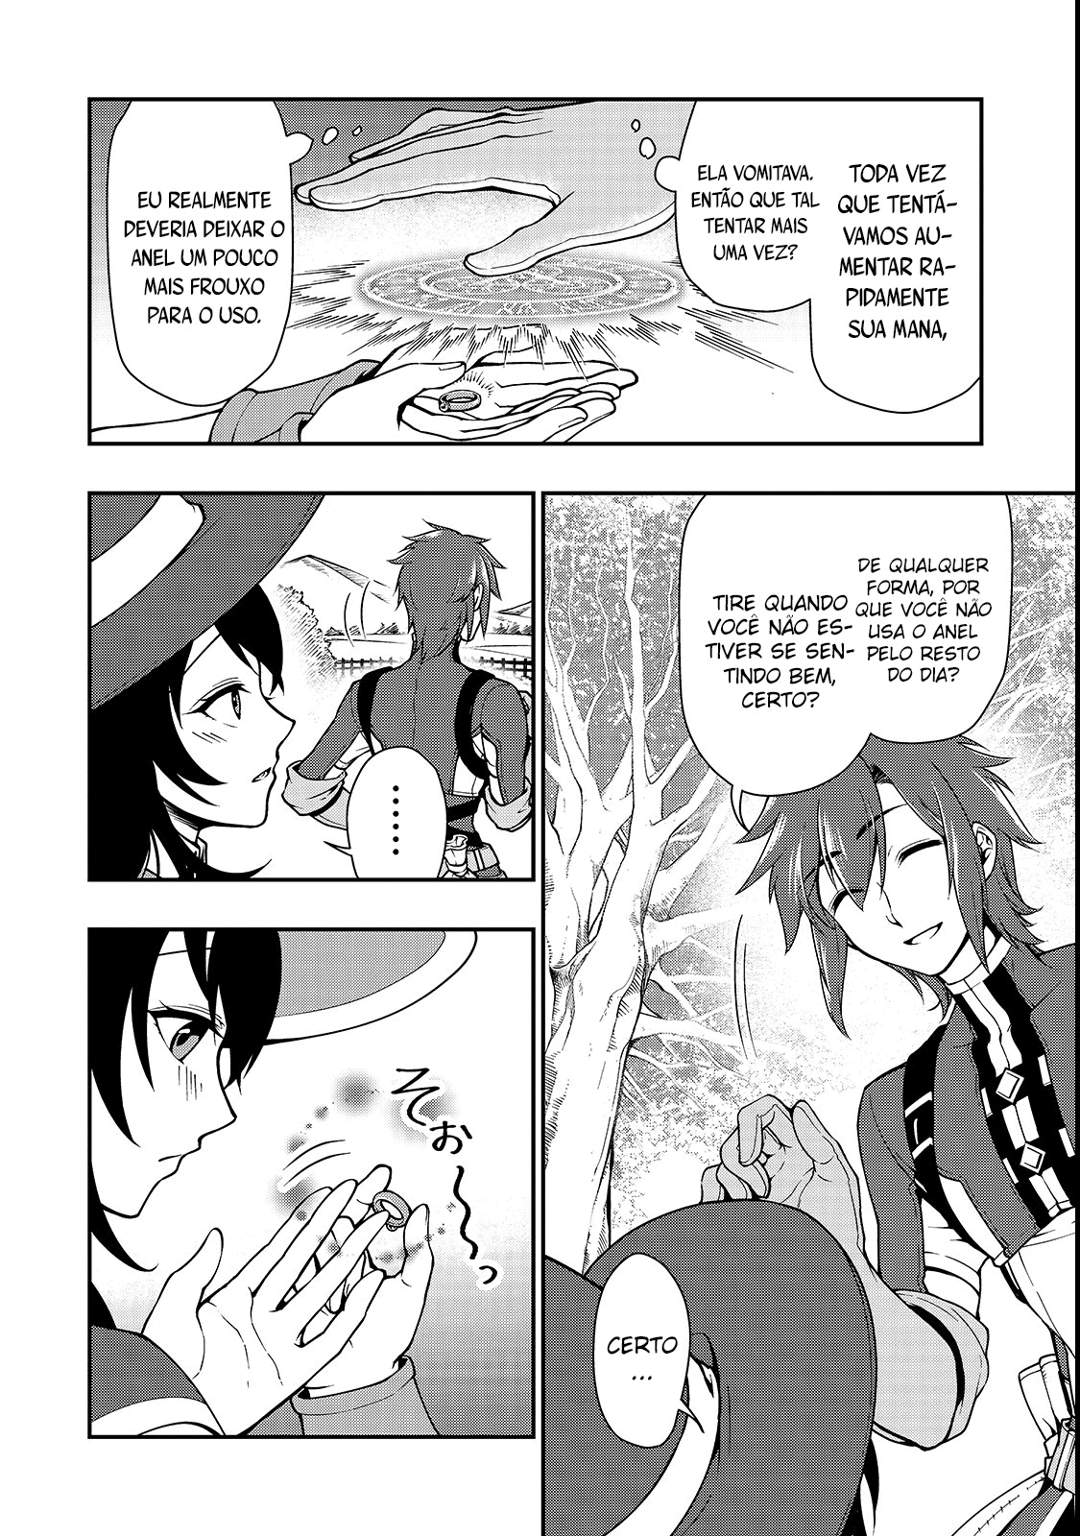 TODA VEZ
QUE TENTÁ-
VAMOS AU-
MENTAR RA-
PIDAMENTE
SUA MANA,
ELA VOMITAVA.
ENTÃO QUE TAL
TENTAR MAIS
UMA VEZ?
EU REALMENTE
DEVERIA DEIXAR O
ANEL UM POUCO
MAIS FROUXO
PARA O USO.
DE QUALQUER
FORMA, POR
QUE VOCÊ NÃO
USA O ANEL
PELO RESTO
DO DIA?
TIRE QUANDO
VOCÊ NÃO ES-
TIVER SE SEN-
TINDO BEM,
CERTO?
CERTO
...
......
そお〜〜っ